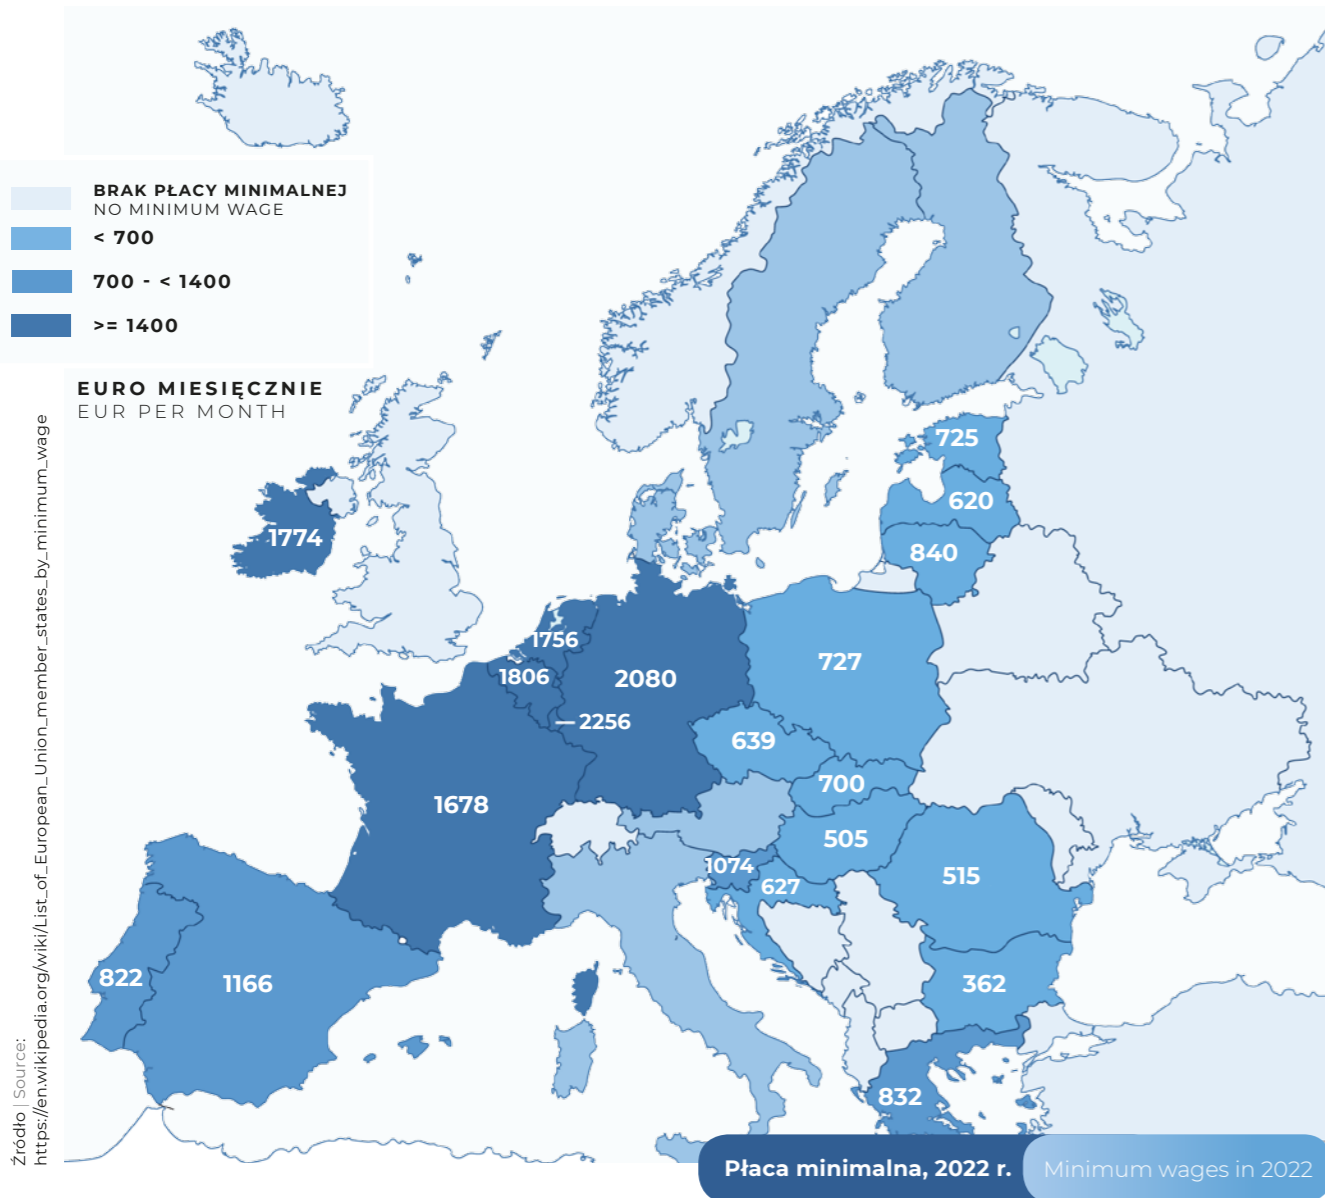 BRAK PŁACY MINIMALNEJ
NO MINIMUM WAGE
< 700
700 - < 1400
>= 1400
EURO MIESIĘCZNIE
EUR PER MONTH
725
620
1774
840
1756
727
1806
2080
2256
639
700
1678
505
1074
627
515
822
1166
362
832
Źródło | Source:
https://en.wikipedia.org/wiki/List_of_European_Union_member_states_by_minimum_wage
Płaca minimalna, 2022 r.
Minimum wages in 2022